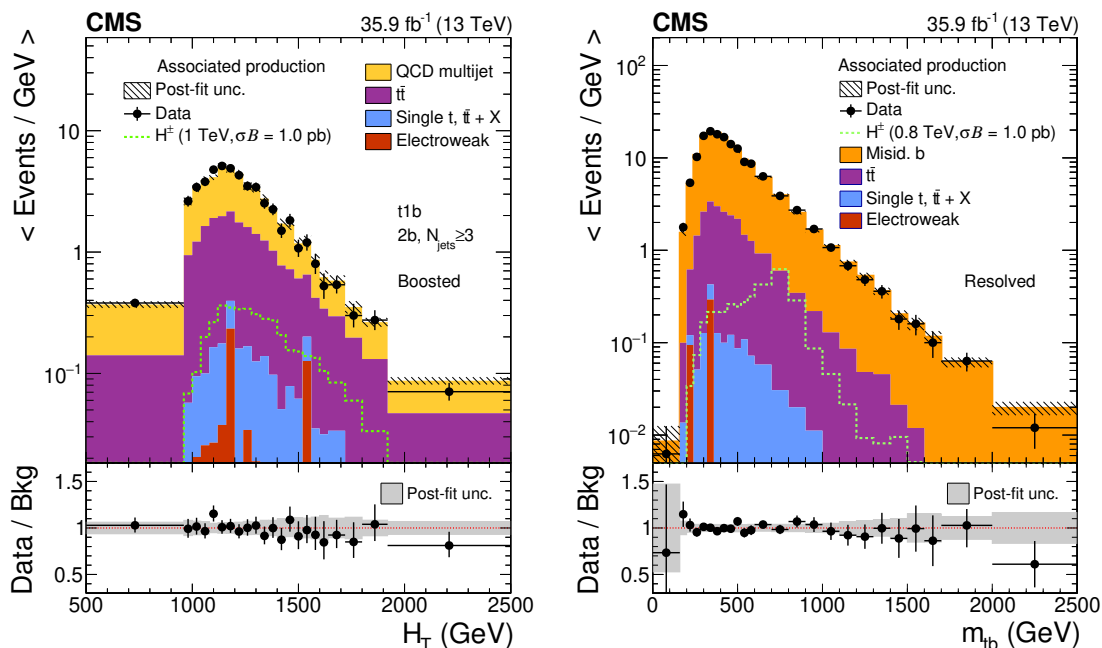 CMS 35.9 fb⁻¹ (13 TeV)
< Events / GeV >
Associated production
Post-fit unc.
Data
H± (1 TeV, σB = 1.0 pb)
QCD multijet
tt̄
Single t, tt̄ + X
Electroweak
t1b
2b, N_jets≥3
Boosted
10
1
10⁻¹
Data / Bkg
Post-fit unc.
1.5
1
0.5
500 1000 1500 2000 2500
H_T (GeV)
CMS 35.9 fb⁻¹ (13 TeV)
< Events / GeV >
Associated production
Post-fit unc.
Data
H± (0.8 TeV, σB = 1.0 pb)
Misid. b
tt̄
Single t, tt̄ + X
Electroweak
Resolved
10²
10
1
10⁻¹
10⁻²
Data / Bkg
Post-fit unc.
1.5
1
0.5
0 500 1000 1500 2000 2500
m_tb (GeV)